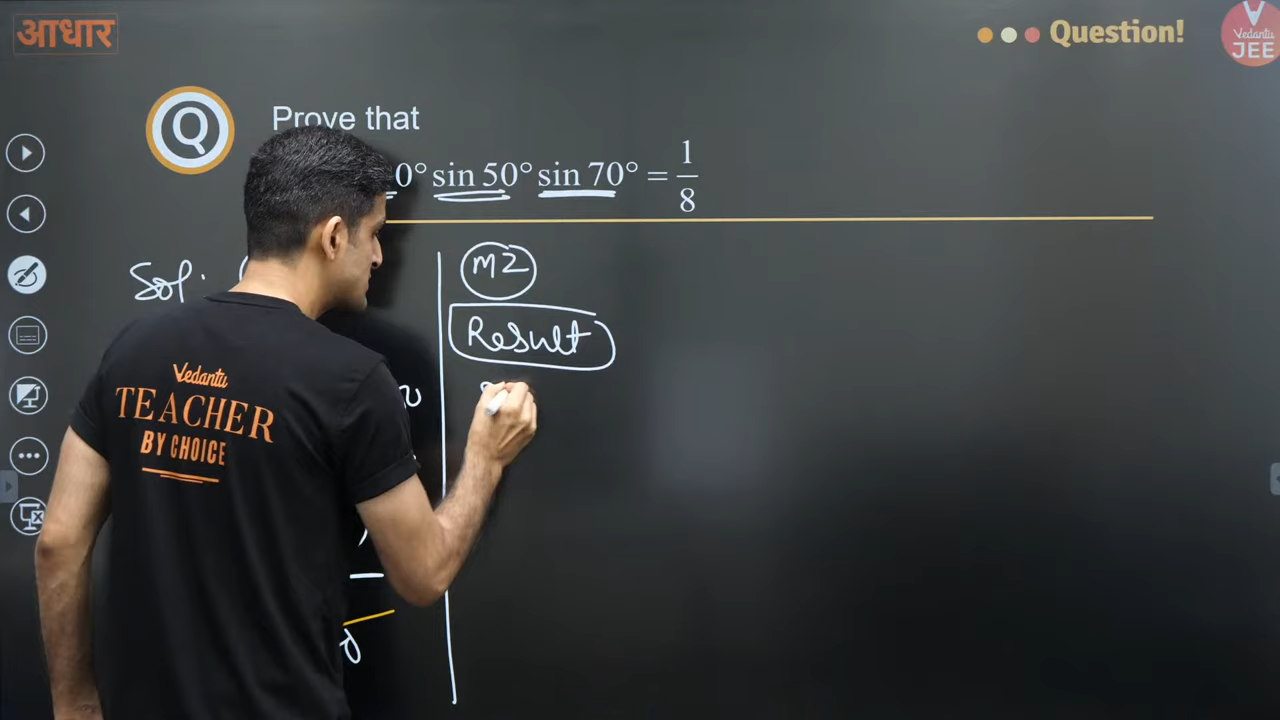 आधार
Question!
Vedantu
JEE
Q
Prove that
0° sin 50° sin 70° = 1/8
Sol:
M2
Result
Vedantu
TEACHER
BY CHOICE